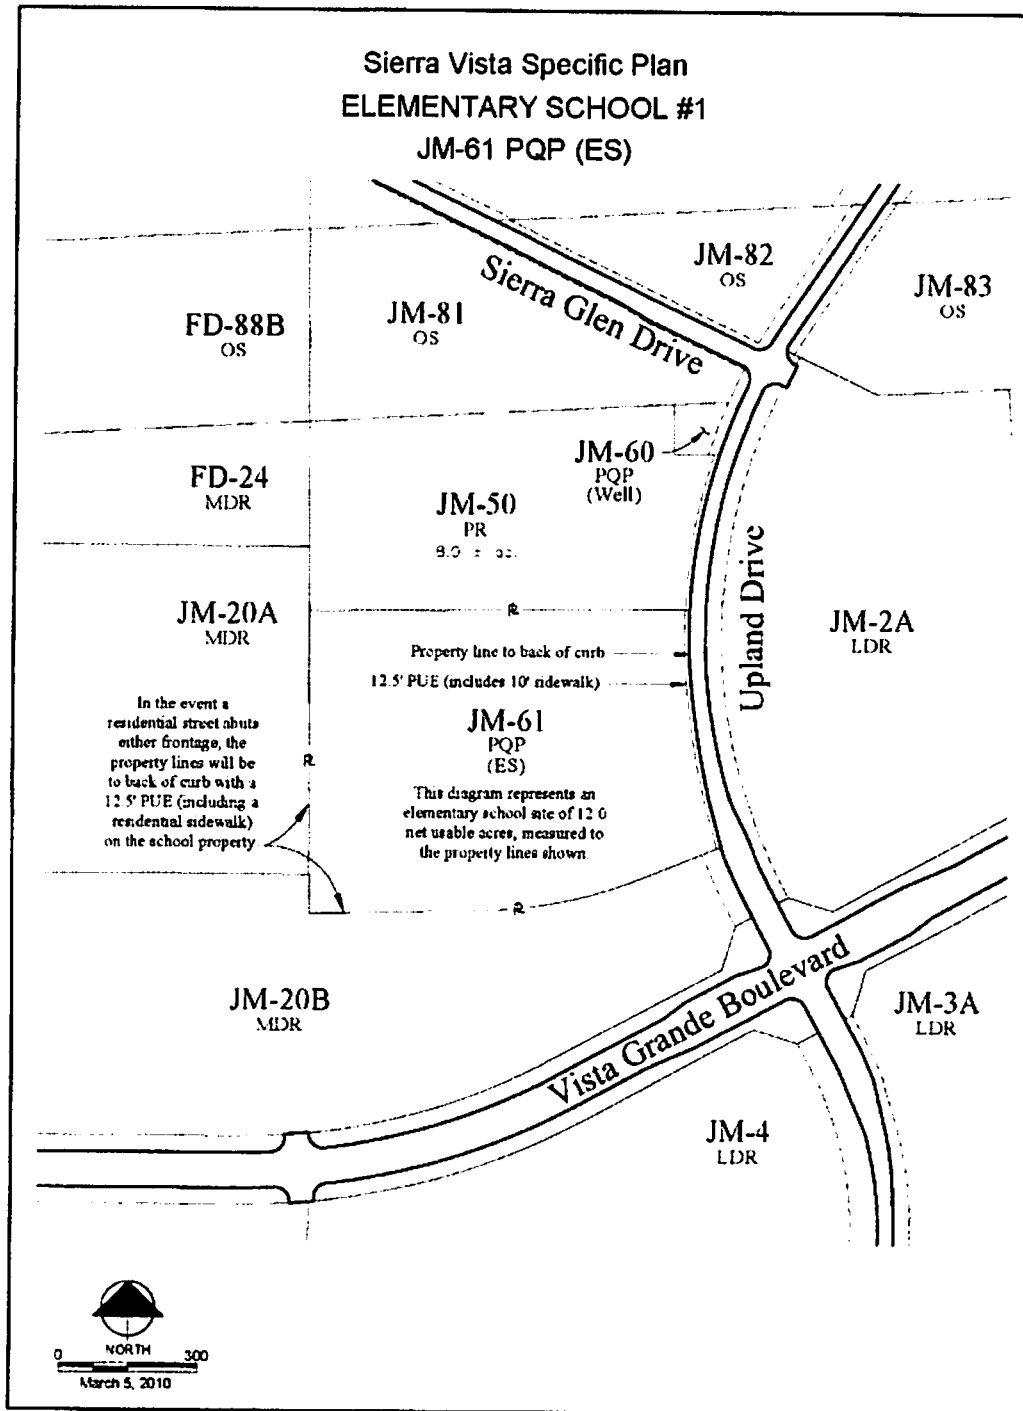 Sierra Vista Specific Plan
ELEMENTARY SCHOOL #1
JM-61 PQP (ES)
JM-82
OS
JM-83
OS
Sierra Glen Drive
FD-88B
OS
JM-81
OS
JM-60
PQP
(Well)
FD-24
MDR
JM-50
PR
8.0 ± ac.
Upland Drive
JM-20A
MDR
JM-2A
LDR
Property line to back of curb
12.5' PUE (includes 10' sidewalk)
In the event a
residential street abuts
either frontage, the
property lines will be
to back of curb with a
12.5' PUE (including a
residential sidewalk)
on the school property
JM-61
PQP
(ES)
This diagram represents an
elementary school site of 12.0
net usable acres, measured to
the property lines shown
JM-20B
MDR
Vista Grande Boulevard
JM-3A
LDR
JM-4
LDR
NORTH
0 300
March 5, 2010